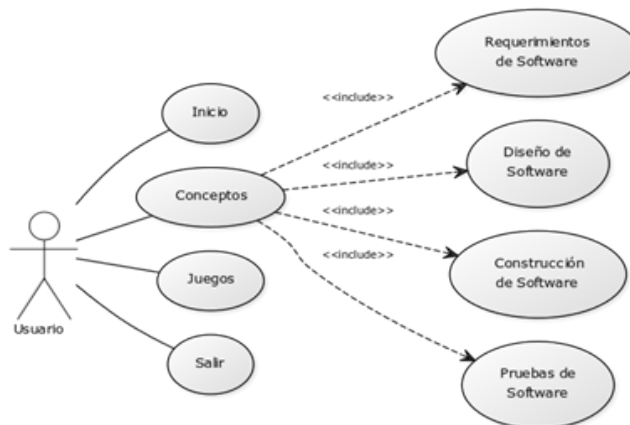 Requerimientos
de Software
<<include>>
Inicio
Diseño de
Software
<<include>>
Conceptos
<<include>>
Construcción
de Software
<<include>>
Juegos
Usuario
Salir
Pruebas de
Software